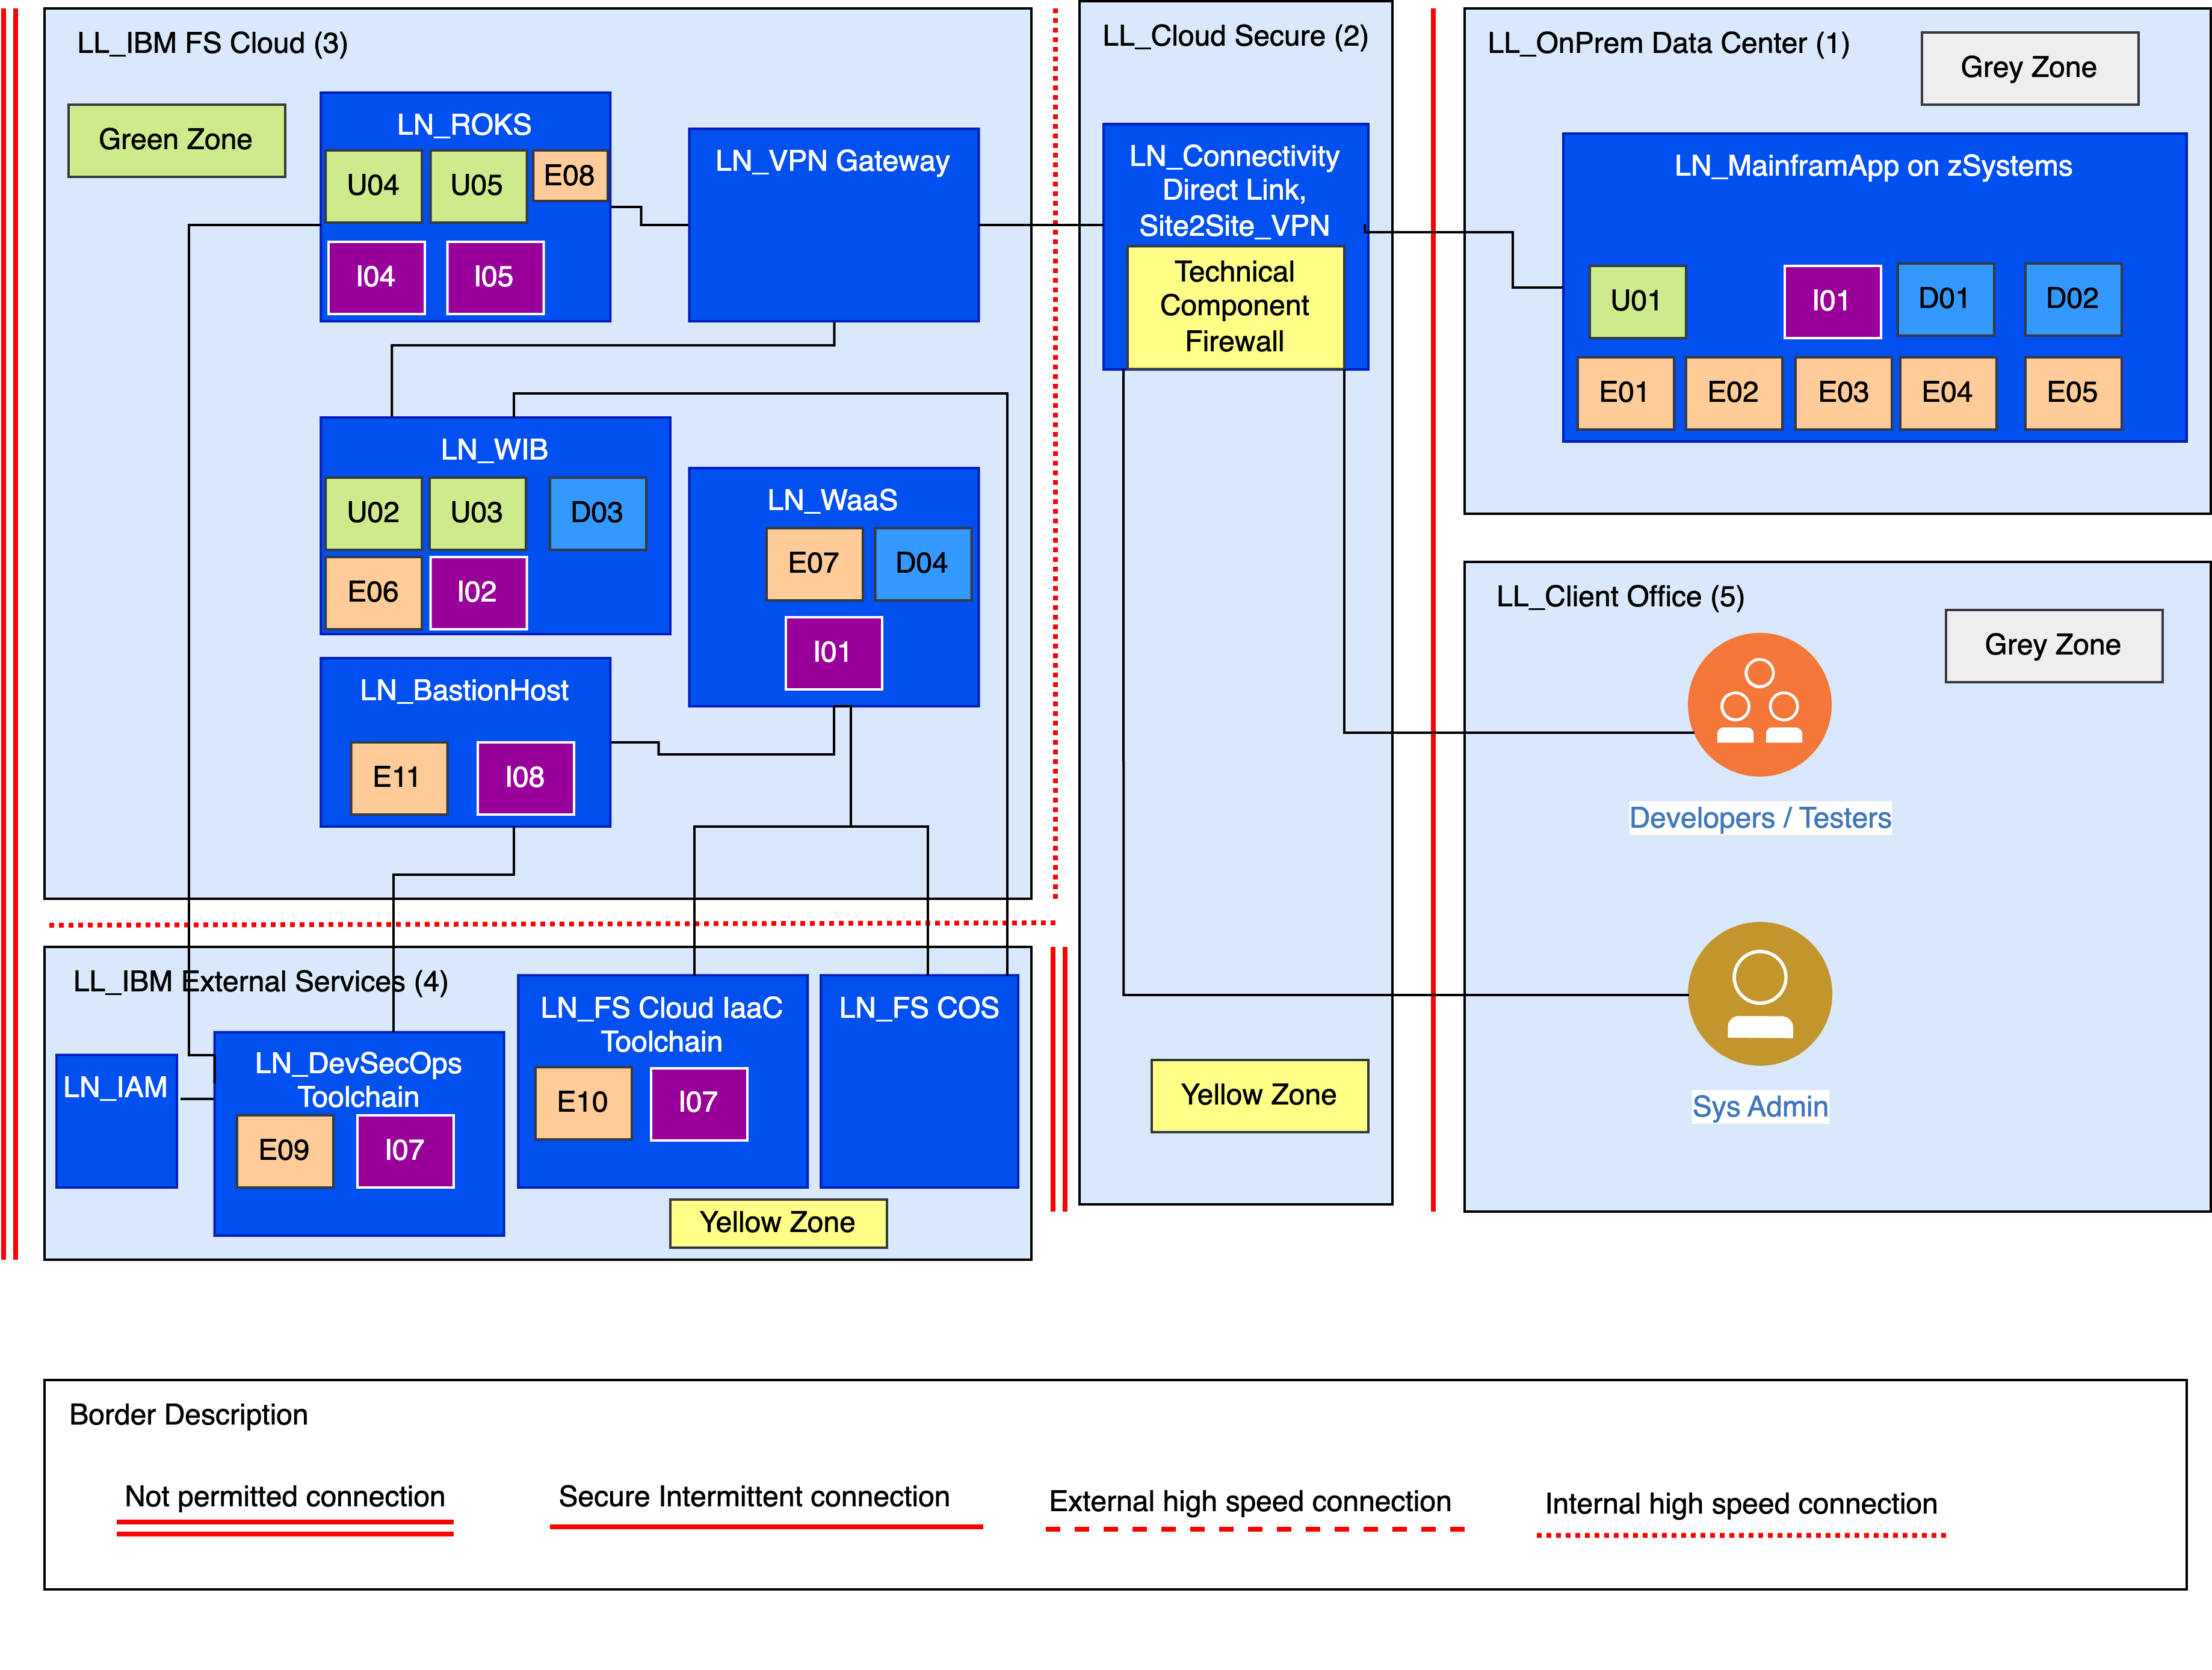 LL_IBM FS Cloud (3)
Green Zone
LN_ROKS
U04
U05
E08
I04
I05
LN_VPN Gateway
LN_WIB
U02
U03
D03
E06
I02
LN_WaaS
E07
D04
I01
LN_BastionHost
E11
I08
LL_Cloud Secure (2)
LN_Connectivity
Direct Link,
Site2Site_VPN
Technical
Component
Firewall
Yellow Zone
LL_OnPrem Data Center (1)
Grey Zone
LN_MainframApp on zSystems
U01
I01
D01
D02
E01
E02
E03
E04
E05
LL_Client Office (5)
Grey Zone
Developers / Testers
Sys Admin
LL_IBM External Services (4)
LN_IAM
LN_DevSecOps
Toolchain
E09
I07
LN_FS Cloud IaaC
Toolchain
E10
I07
LN_FS COS
Yellow Zone
Border Description
Not permitted connection
Secure Intermittent connection
External high speed connection
Internal high speed connection